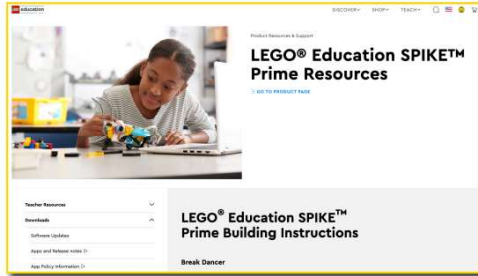 education
DISCOVER
SHOP
TEACH
Product Resources & Support
LEGO® Education SPIKE™
Prime Resources
GO TO PRODUCT PAGE
Teacher Resources
Downloads
Software Updates
Apps and Release notes
App Policy Information
LEGO® Education SPIKE™
Prime Building Instructions
Break Dancer